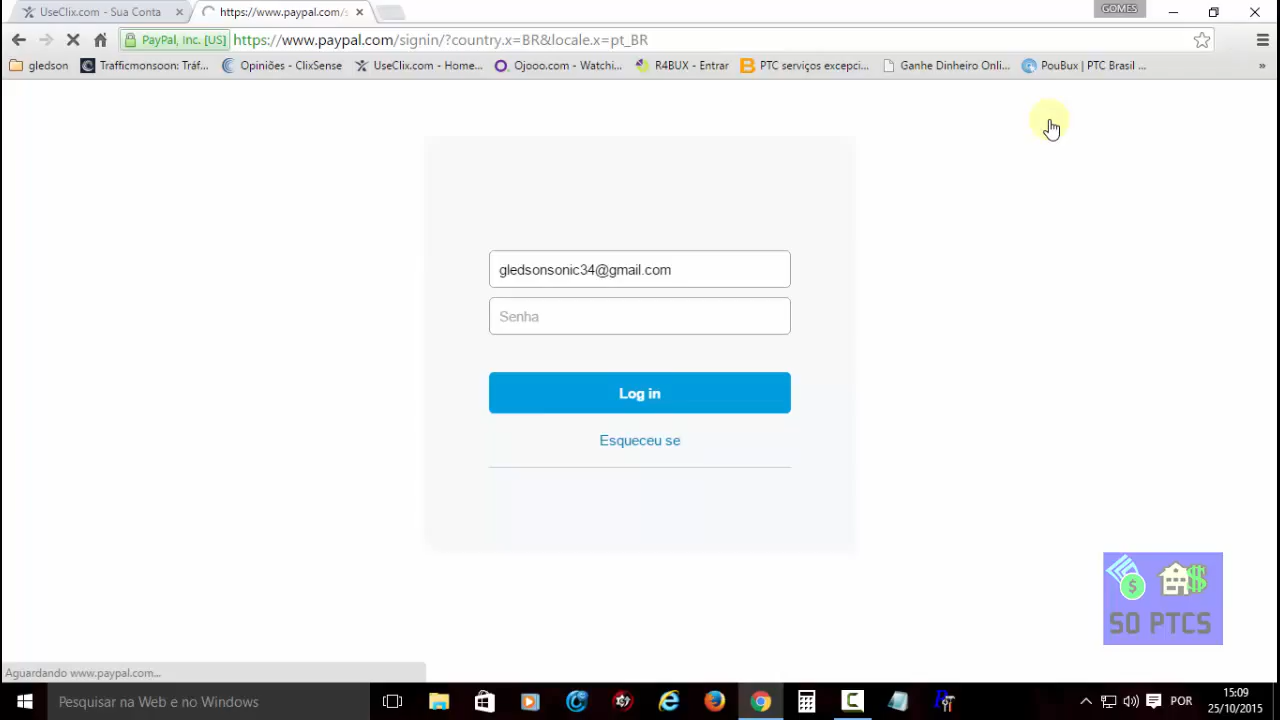 UseClix.com - Sua Conta
https://www.paypal.com/s
GOMES
PayPal, Inc. [US]
https://www.paypal.com/signin/?country.x=BR&locale.x=pt_BR
gledson
Trafficmonsoon: Tráf...
Opiniões - ClixSense
UseClix.com - Home...
Ojooo.com - Watchi...
R4BUX - Entrar
PTC serviços excepci...
Ganhe Dinheiro Onli...
PouBux | PTC Brasil ...
»
gledsonsonic34@gmail.com
Senha
Log in
Esqueceu se
SO PTCS
Aguardando www.paypal.com...
Pesquisar na Web e no Windows
POR
15:09
25/10/2015